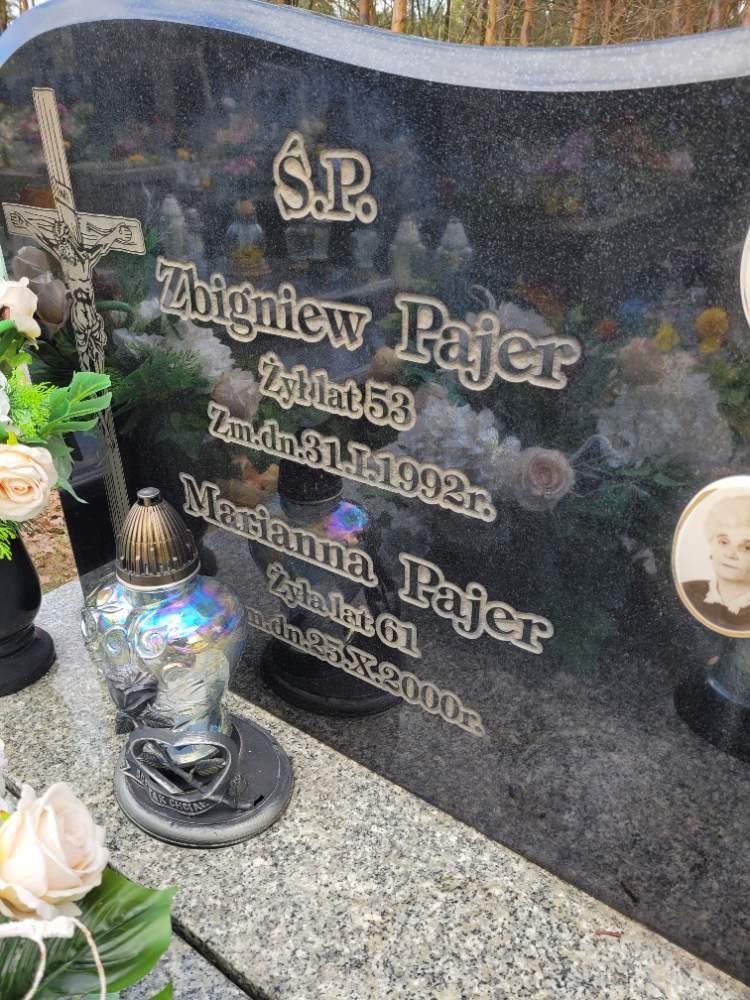 Ś.P.
Zbigniew Pajer
Żył lat 53
Zm.dn.31.I.1992r.
Marianna Pajer
Żyła lat 61
m.dn.25.X.2000r.